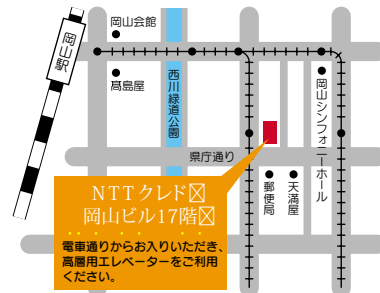 岡山会館
岡山駅
髙島屋
西川緑道公園
岡山シンフォニーホール
県庁通り
郵便局
天満屋
NTTクレド〼
岡山ビル17階〼
電車通りからお入りいただき、
高層用エレベーターをご利用
ください。